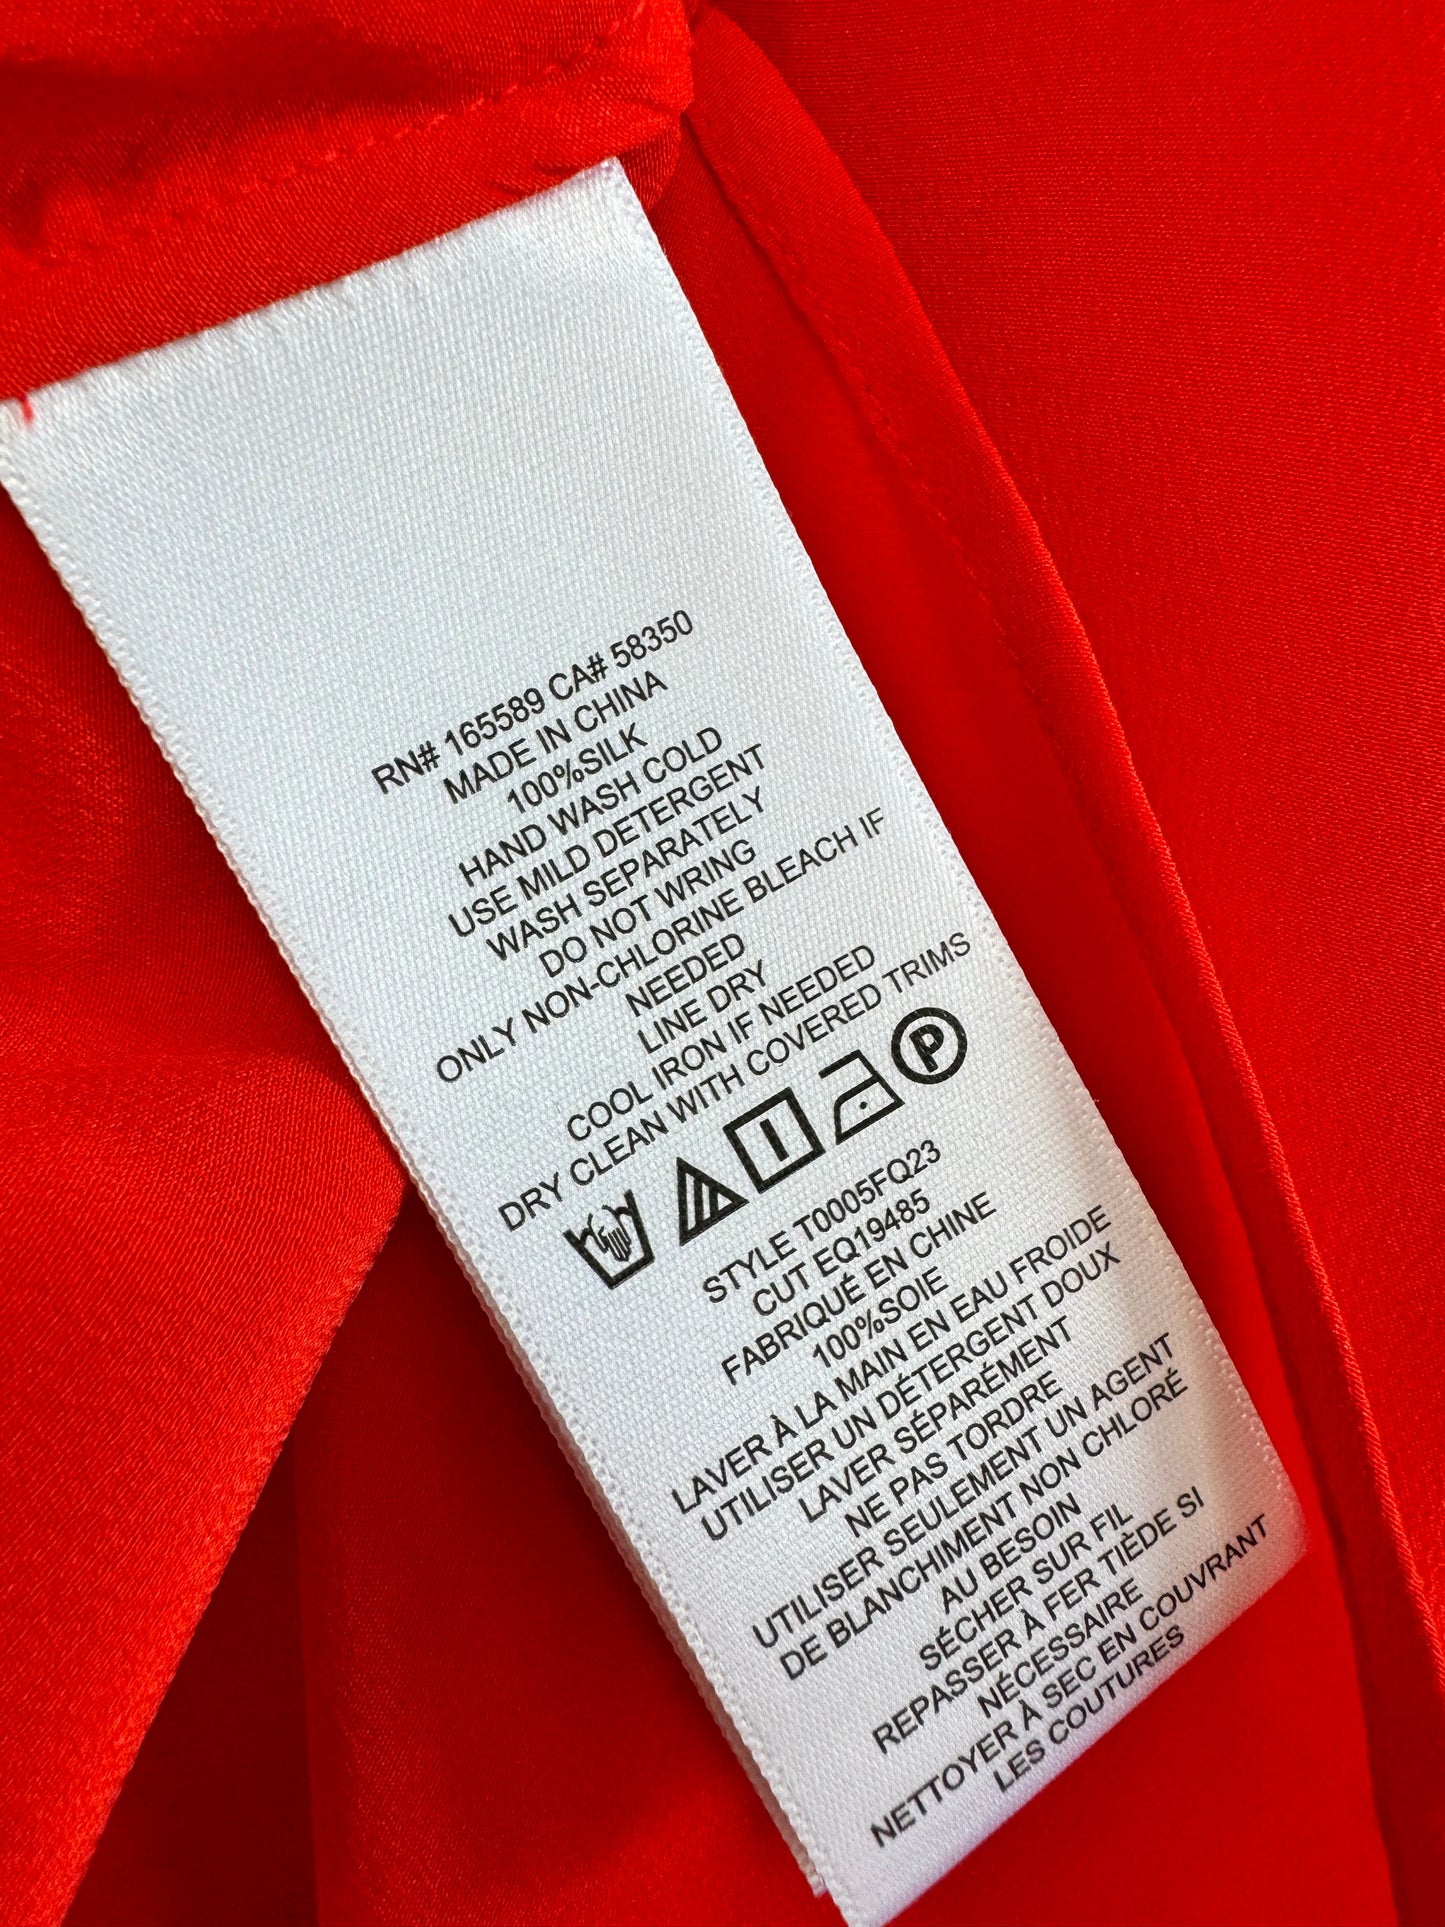 RN# 165589 CA# 58350
MADE IN CHINA
100%SILK
HAND WASH COLD
USE MILD DETERGENT
WASH SEPARATELY
DO NOT WRING
ONLY NON-CHLORINE BLEACH IF
NEEDED
LINE DRY
COOL IRON IF NEEDED
DRY CLEAN WITH COVERED TRIMS
P
STYLE T0005FQ23
CUT EQ19485
FABRIQUÉ EN CHINE
100%SOIE
LAVER À LA MAIN EN EAU FROIDE
UTILISER UN DÉTERGENT DOUX
LAVER SÉPARÉMENT
NE PAS TORDRE
UTILISER SEULEMENT UN AGENT
DE BLANCHIMENT NON CHLORÉ
AU BESOIN
SÉCHER SUR FIL
REPASSER À FER TIÈDE SI
NÉCESSAIRE
NETTOYER À SEC EN COUVRANT
LES COUTURES